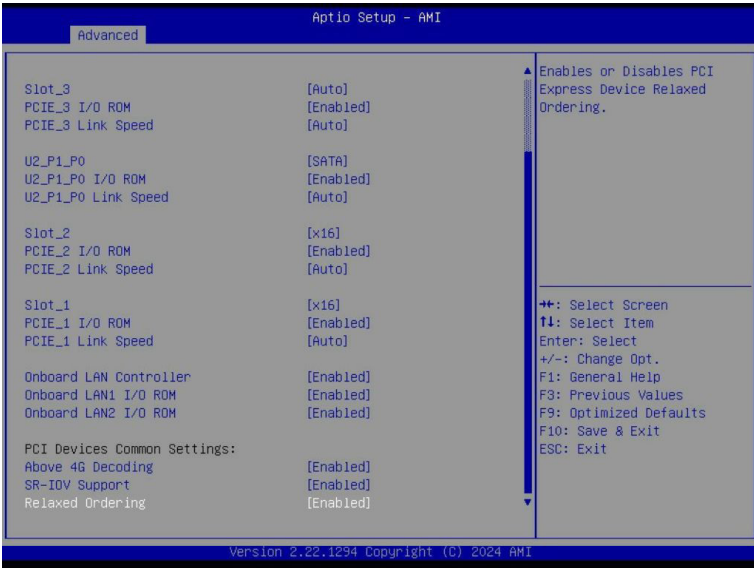 Aptio Setup – AMI
Advanced
Slot_3 [Auto]
PCIE_3 I/O ROM [Enabled]
PCIE_3 Link Speed [Auto]
U2_P1_P0 [SATA]
U2_P1_P0 I/O ROM [Enabled]
U2_P1_P0 Link Speed [Auto]
Slot_2 [x16]
PCIE_2 I/O ROM [Enabled]
PCIE_2 Link Speed [Auto]
Slot_1 [x16]
PCIE_1 I/O ROM [Enabled]
PCIE_1 Link Speed [Auto]
Onboard LAN Controller [Enabled]
Onboard LAN1 I/O ROM [Enabled]
Onboard LAN2 I/O ROM [Enabled]
PCI Devices Common Settings:
Above 4G Decoding [Enabled]
SR-IOV Support [Enabled]
Relaxed Ordering [Enabled]
Enables or Disables PCI
Express Device Relaxed
Ordering.
→←: Select Screen
↑↓: Select Item
Enter: Select
+/-: Change Opt.
F1: General Help
F3: Previous Values
F9: Optimized Defaults
F10: Save & Exit
ESC: Exit
Version 2.22.1294 Copyright (C) 2024 AMI